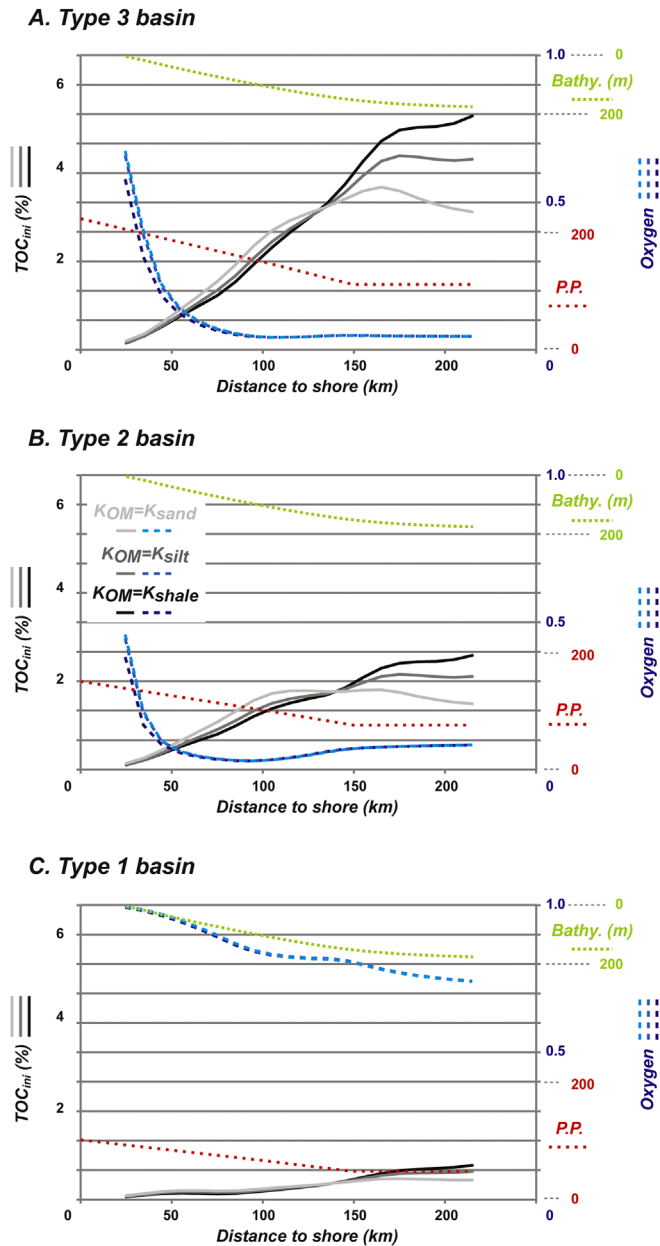 A. Type 3 basin
6
4
2
0
TOCini (%)
0
50
100
150
200
Distance to shore (km)
1.0
0.5
0
0
Bathy. (m)
200
200
P.P.
0
Oxygen
B. Type 2 basin
6
4
2
0
TOCini (%)
KOM=Ksand
KOM=Ksilt
KOM=Kshale
50
100
150
200
Distance to shore (km)
1.0
0.5
0
0
Bathy. (m)
200
200
P.P.
0
Oxygen
C. Type 1 basin
6
4
2
0
TOCini (%)
50
100
150
200
Distance to shore (km)
1.0
0.5
0
0
Bathy. (m)
200
200
P.P.
0
Oxygen